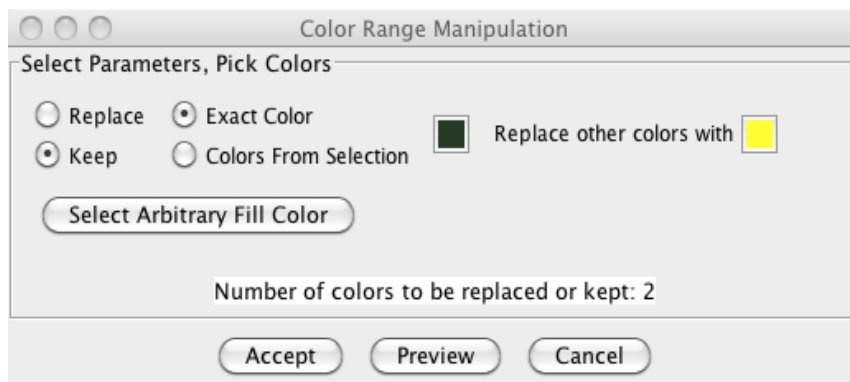 Color Range Manipulation
Select Parameters, Pick Colors
Replace Exact Color
Replace other colors with
Keep Colors From Selection
Select Arbitrary Fill Color
Number of colors to be replaced or kept: 2
Accept Preview Cancel